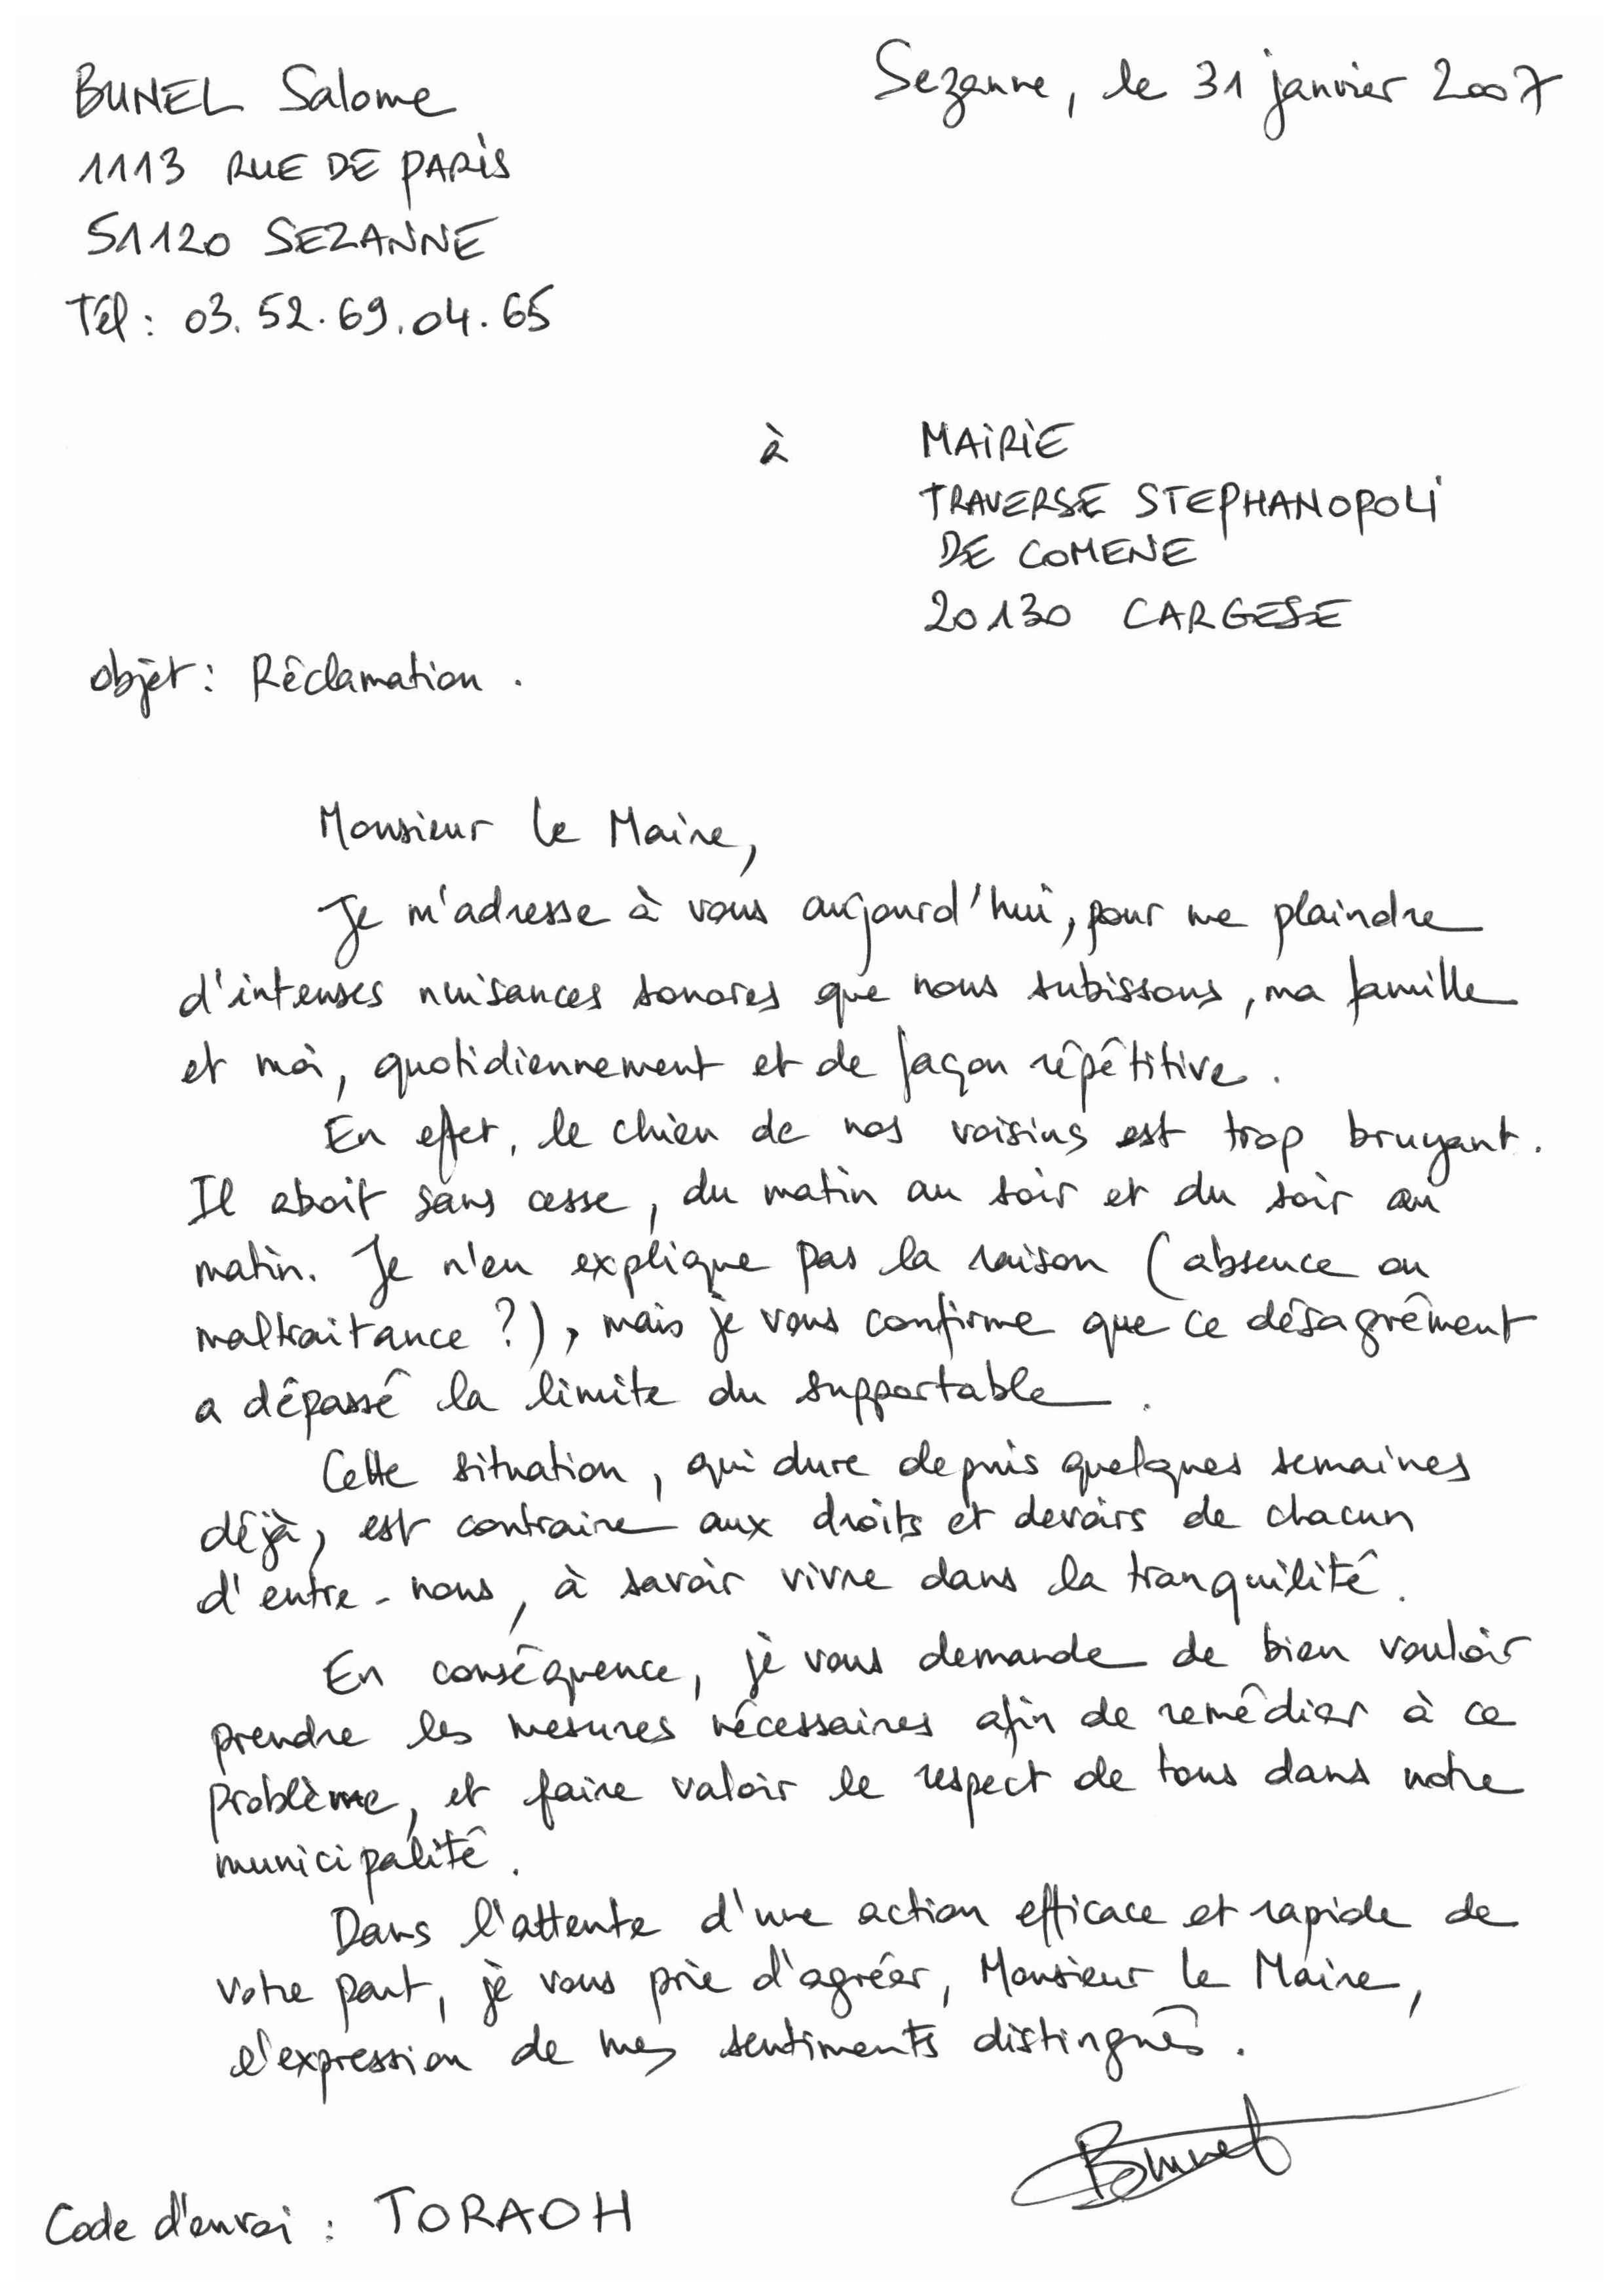 BUNEL Salome
Sezanne, le 31 janvier 2007
1113 RUE DE PARIS
51120 SEZANNE
Tél : 03.52.69.04.65
à MAIRIE
TRAVERSE STEPHANOPOLI
DE COMENE
20130 CARGESE
objet : Réclamation.
Monsieur le Maire,
Je m'adresse à vous aujourd'hui, pour me plaindre
d'intenses nuisances sonores que nous subissons, ma famille
et moi, quotidiennement et de façon répétitive.
En effet, le chien de nos voisins est trop bruyant.
Il aboit sans cesse, du matin au soir et du soir au
matin. Je n'en explique pas la raison (absence ou
maltraitance ?), mais je vous confirme que ce désagrément
a dépassé la limite du supportable.
Cette situation, qui dure depuis quelques semaines
déjà, est contraire aux droits et devoirs de chacun
d'entre-nous, à savoir vivre dans la tranquilité.
En conséquence, je vous demande de bien vouloir
prendre les mesures nécessaires afin de remédier à ce
problème, et faire valoir le respect de tous dans notre
municipalité.
Dans l'attente d'une action efficace et rapide de
votre part, je vous prie d'agréer, Monsieur le Maire,
l'expression de mes sentiments distingués.
Bunel
Code d'envoi : TORAOH